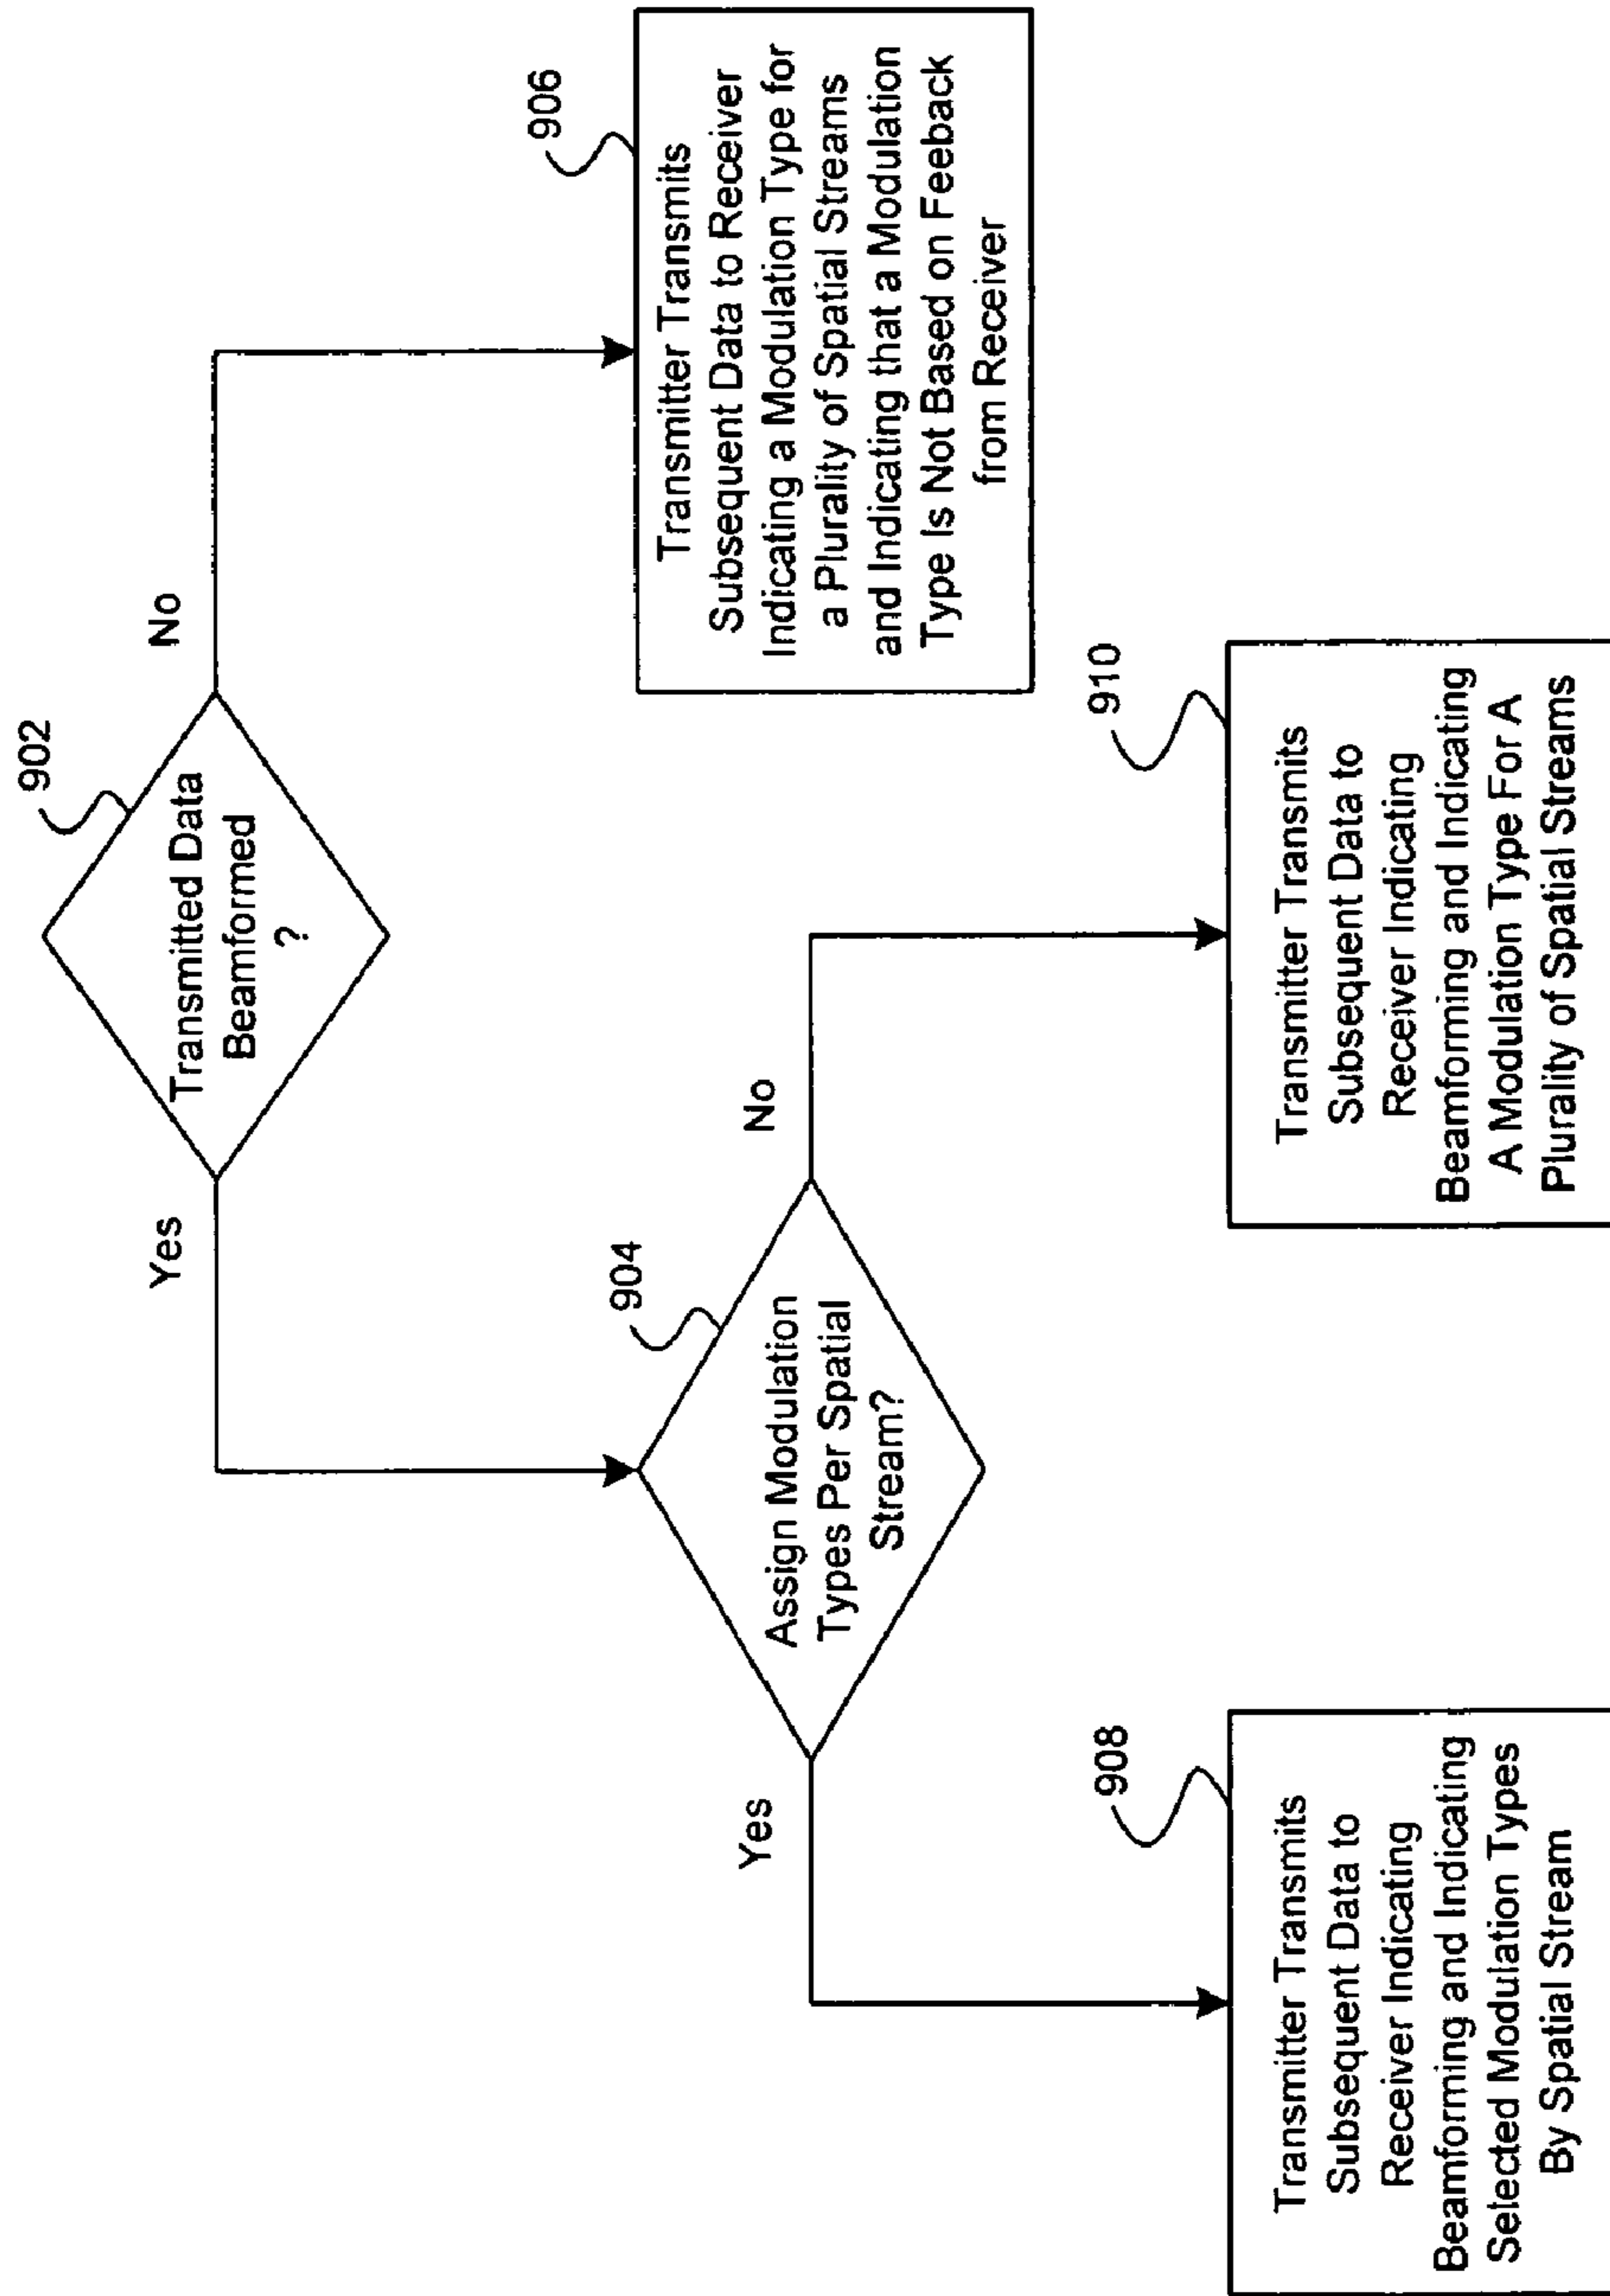 902
Transmitted Data
Beamformed
?
Yes
No
904
Assign Modulation
Types Per Spatial
Stream?
906
Transmitter Transmits
Subsequent Data to Receiver
Indicating a Modulation Type for
a Plurality of Spatial Streams
and Indicating that a Modulation
Type Is Not Based on Feeback
from Receiver
Yes
No
908
Transmitter Transmits
Subsequent Data to
Receiver Indicating
Beamforming and Indicating
Selected Modulation Types
By Spatial Stream
910
Transmitter Transmits
Subsequent Data to
Receiver Indicating
Beamforming and Indicating
A Modulation Type For A
Plurality of Spatial Streams